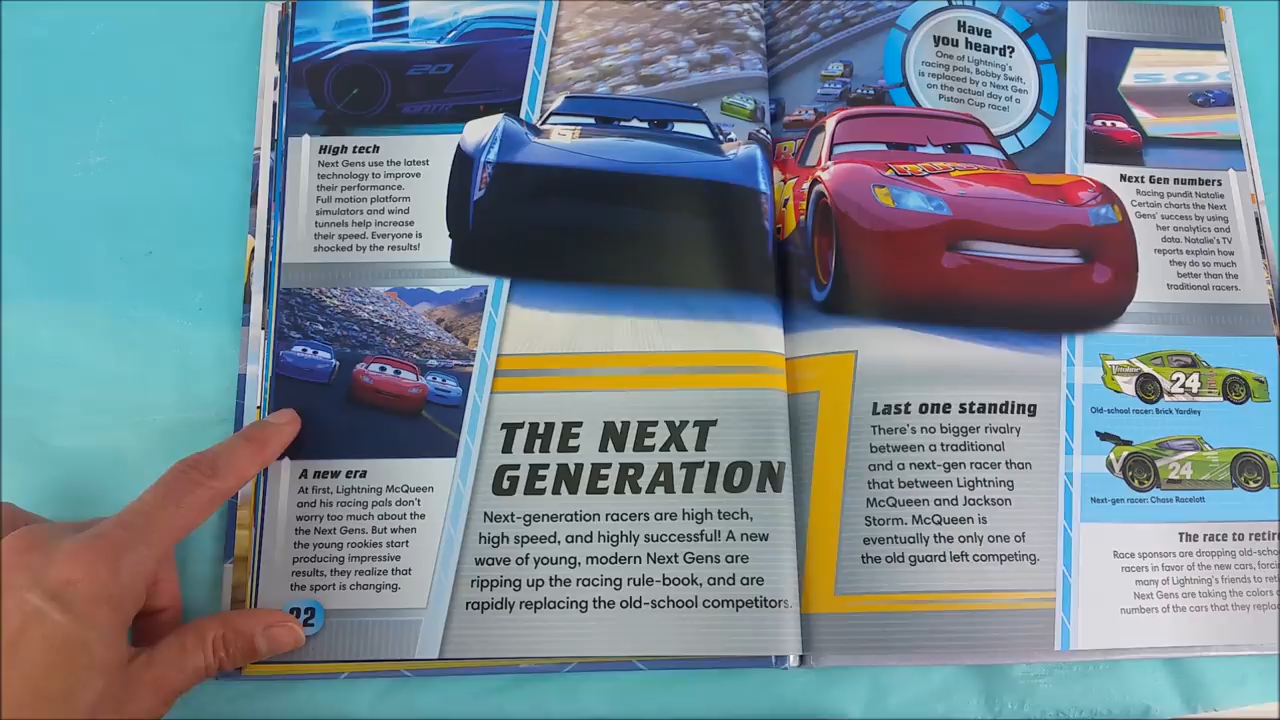 20
High tech
Next Gens use the latest
technology to improve
their performance.
Full motion platform
simulators and wind
tunnels help increase
their speed. Everyone is
shocked by the results!
A new era
At first, Lightning McQueen
and his racing pals don't
worry too much about the
the Next Gens. But when
the young rookies start
producing impressive
results, they realize that
the sport is changing.
22
THE NEXT
GENERATION
Next-generation racers are high tech,
high speed, and highly successful! A new
wave of young, modern Next Gens are
ripping up the racing rule-book, and are
rapidly replacing the old-school competitors.
Have
you heard?
One of Lightning's
racing pals, Bobby Swift,
is replaced by a Next Gen
on the actual day of a
Piston Cup race!
Last one standing
There's no bigger rivalry
between a traditional
and a next-gen racer than
that between Lightning
McQueen and Jackson
Storm. McQueen is
eventually the only one of
the old guard left competing.
Next Gen numbers
Racing pundit Natalie
Certain charts the Next
Gens' success by using
her analytics and
data. Natalie's TV
reports explain how
they do so much
better than the
traditional racers.
24
Old-school racer: Brick Yardley
24
Next-gen racer: Chase Racelott
The race to retire
Race sponsors are dropping old-scho
racers in favor of the new cars, forci
many of Lightning's friends to ret
Next Gens are taking the colors a
numbers of the cars that they repla